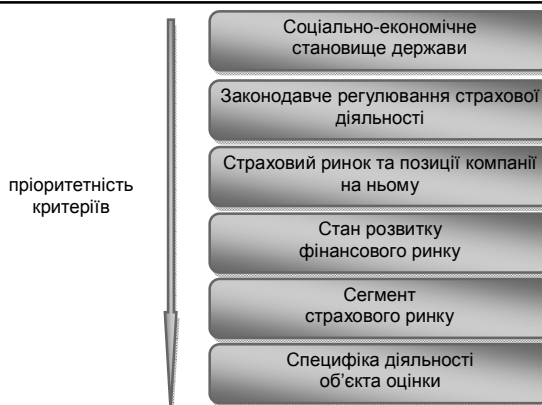 Соціально-економічне
становище держави
Законодавче регулювання страхової
діяльності
Страховий ринок та позиції компанії
на ньому
пріоритетність
критеріїв
Стан розвитку
фінансового ринку
Сегмент
страхового ринку
Специфіка діяльності
об’єкта оцінки